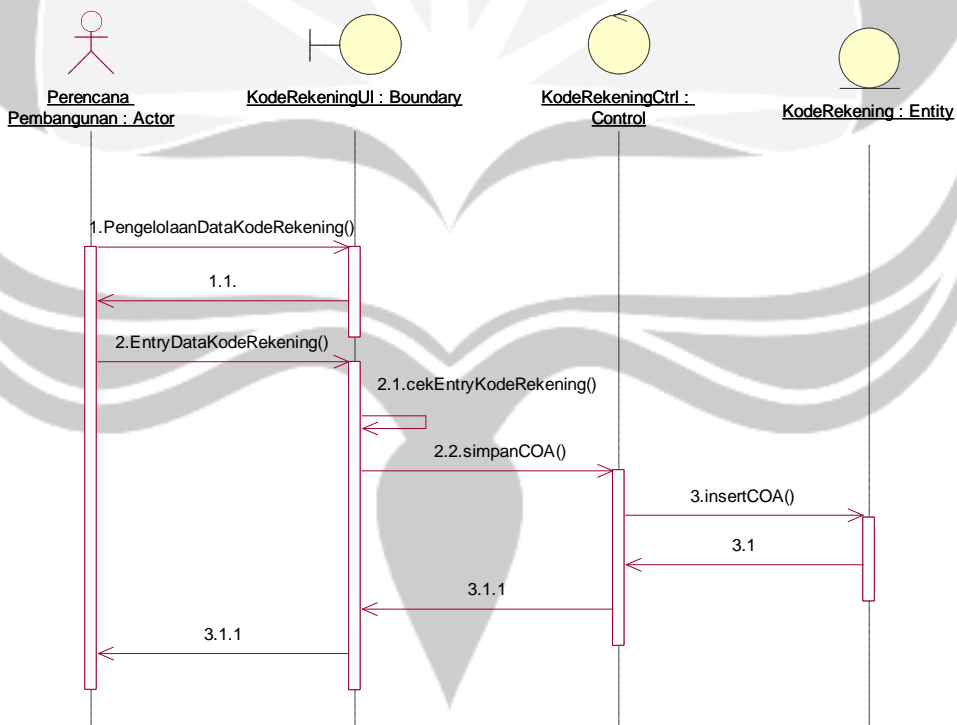 Perencana
Pembangunan : Actor
KodeRekeningUI : Boundary
KodeRekeningCtrl :
Control
KodeRekening : Entity
1.PengelolaanDataKodeRekening()
1.1.
2.EntryDataKodeRekening()
2.1.cekEntryKodeRekening()
2.2.simpanCOA()
3.insertCOA()
3.1
3.1.1
3.1.1